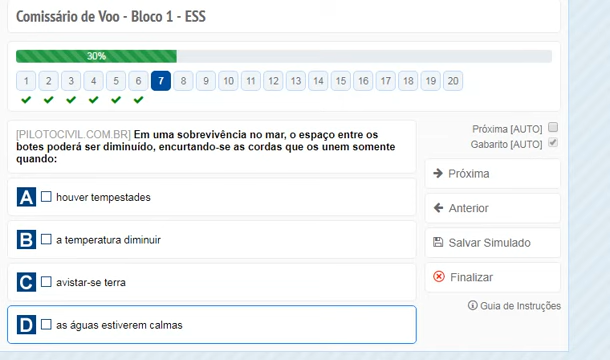 Comissário de Voo - Bloco 1 - ESS
30%
1 2 3 4 5 6 7 8 9 10 11 12 13 14 15 16 17 18 19 20
[PILOTOCIVIL.COM.BR] Em uma sobrevivência no mar, o espaço entre os
botes poderá ser diminuído, encurtando-se as cordas que os unem somente
quando:
A houver tempestades
B a temperatura diminuir
C avistar-se terra
D as águas estiverem calmas
Próxima [AUTO]
Gabarito [AUTO]
Próxima
Anterior
Salvar Simulado
Finalizar
Guia de Instruções